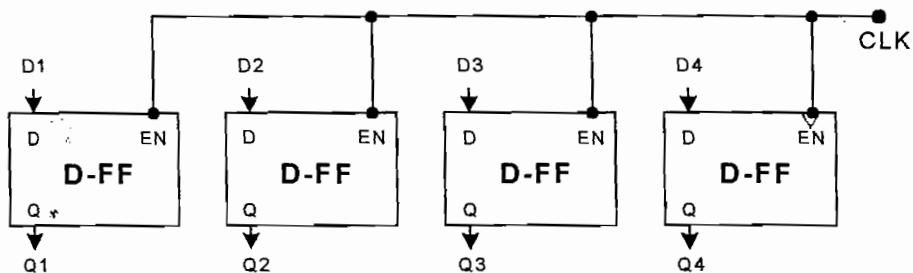 CLK
D1 D2 D3 D4
D EN D EN D EN D EN
D-FF D-FF D-FF D-FF
Q Q Q Q
Q1 Q2 Q3 Q4